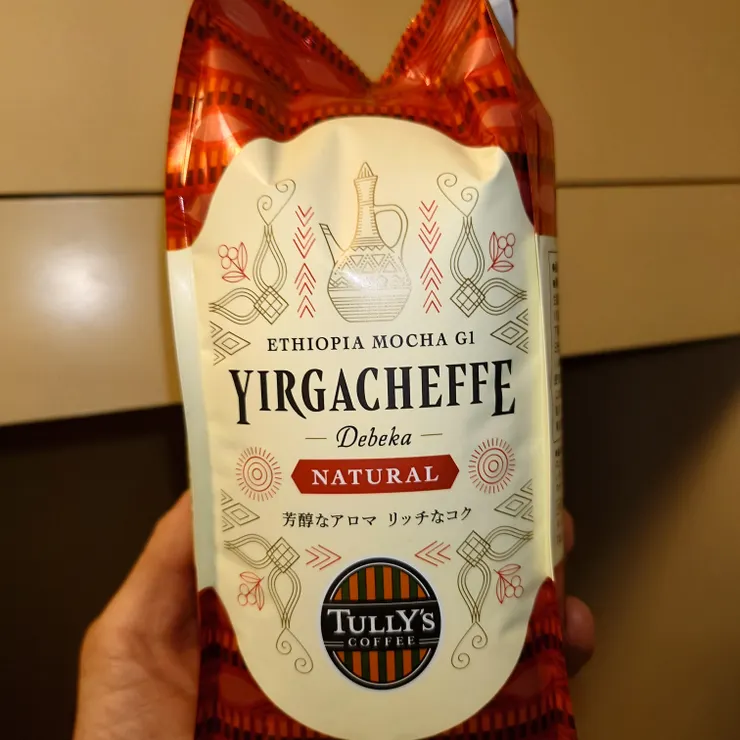 ETHIOPIA MOCHA G1
YIRGACHEFFE
Debeka
NATURAL
芳醇なアロマ リッチなコク
TULLY'S
COFFEE